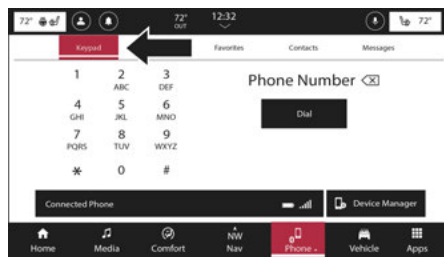 72° 72° OUT 12:32 72°
Keypad Favorites Contacts Messages
1 2 ABC 3 DEF
Phone Number
4 GHI 5 JKL 6 MNO
Dial
7 PQRS 8 TUV 9 WXYZ
* 0 #
Connected Phone Device Manager
Home Media Comfort NW Nav Phone Vehicle Apps